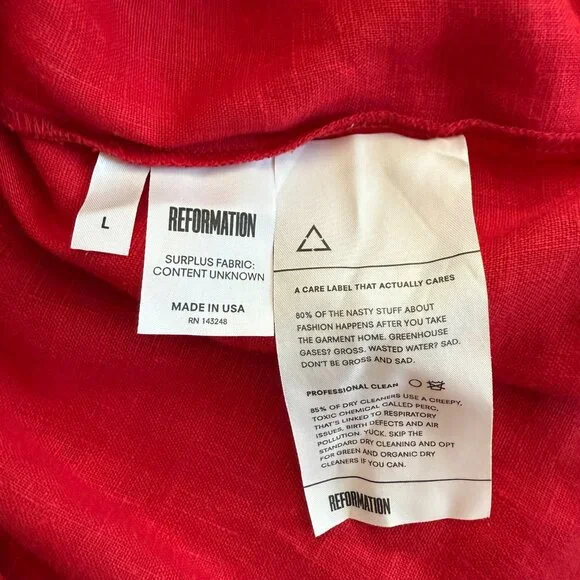 L
REFORMATION
SURPLUS FABRIC:
CONTENT UNKNOWN
MADE IN USA
RN 143248
A CARE LABEL THAT ACTUALLY CARES
80% OF THE NASTY STUFF ABOUT
FASHION HAPPENS AFTER YOU TAKE
THE GARMENT HOME. GREENHOUSE
GASES? GROSS. WASTED WATER? SAD.
DON'T BE GROSS AND SAD.
PROFESSIONAL CLEAN
85% OF DRY CLEANERS USE A CREEPY,
TOXIC CHEMICAL CALLED PERC,
THAT'S LINKED TO RESPIRATORY
ISSUES, BIRTH DEFECTS AND AIR
POLLUTION. YUCK. SKIP THE
STANDARD DRY CLEANING AND OPT
FOR GREEN AND ORGANIC DRY
CLEANERS IF YOU CAN.
REFORMATION